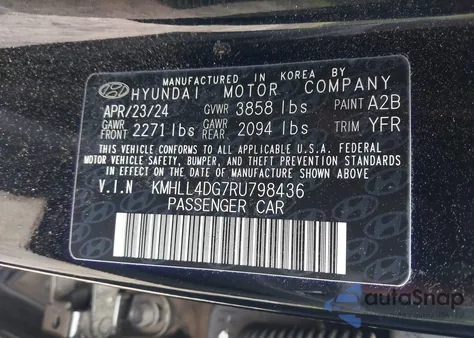 MANUFACTURED IN KOREA BY
HYUNDAI MOTOR COMPANY
APR/23/24 GVWR 3858 lbs PAINT A2B
GAWR FRONT 2271 lbs GAWR REAR. 2094 lbs TRIM YFR
THIS VEHICLE CONFORMS TO ALL APPLICABLE U.S.A. FEDERAL
MOTOR VEHICLE SAFETY, BUMPER, AND THEFT PREVENTION STANDARDS
IN EFFECT ON THE DATE OF MANUFACTURE SHOWN ABOVE.
V.I.N KMHLL4DG7RU798436
PASSENGER CAR
autoSnap